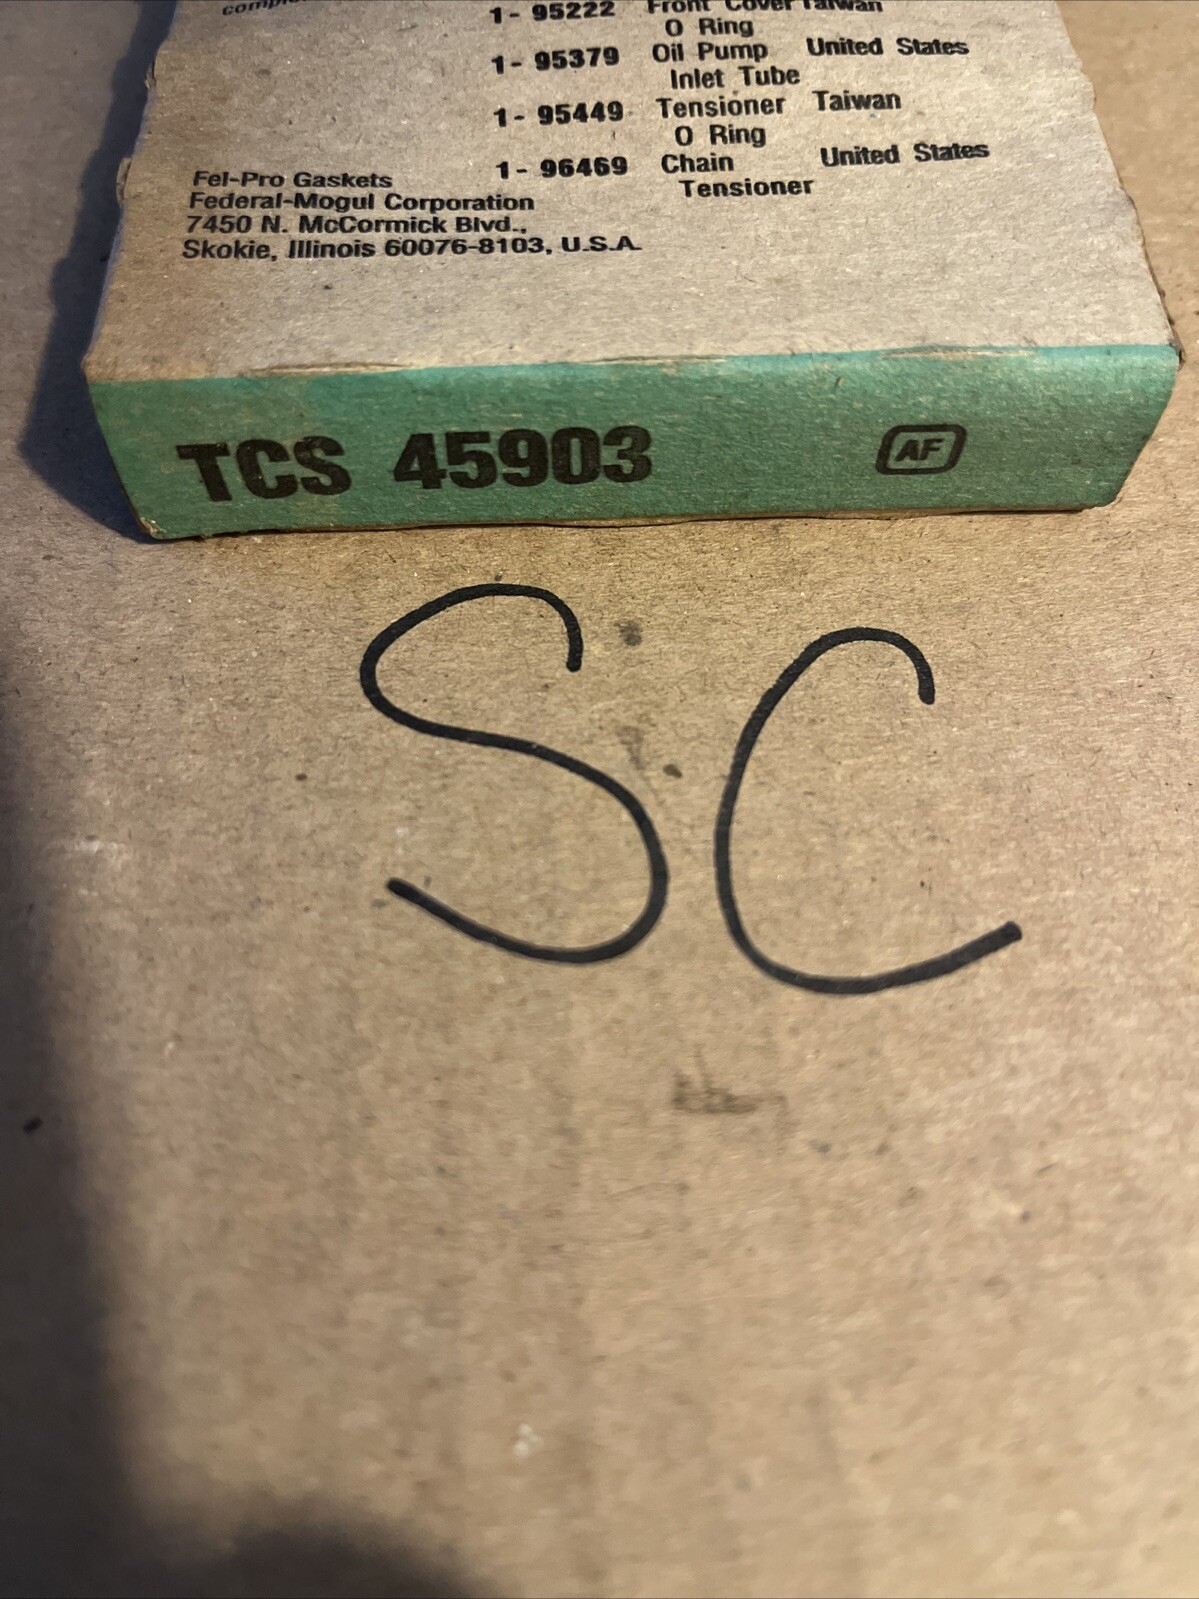 1- 95222 Front Cover Taiwan
O Ring
1- 95379 Oil Pump United States
Inlet Tube
1- 95449 Tensioner Taiwan
O Ring
1- 96469 Chain United States
Tensioner
Fel-Pro Gaskets
Federal-Mogul Corporation
7450 N. McCormick Blvd.,
Skokie, Illinois 60076-8103, U.S.A.
TCS 45903 AF
SC